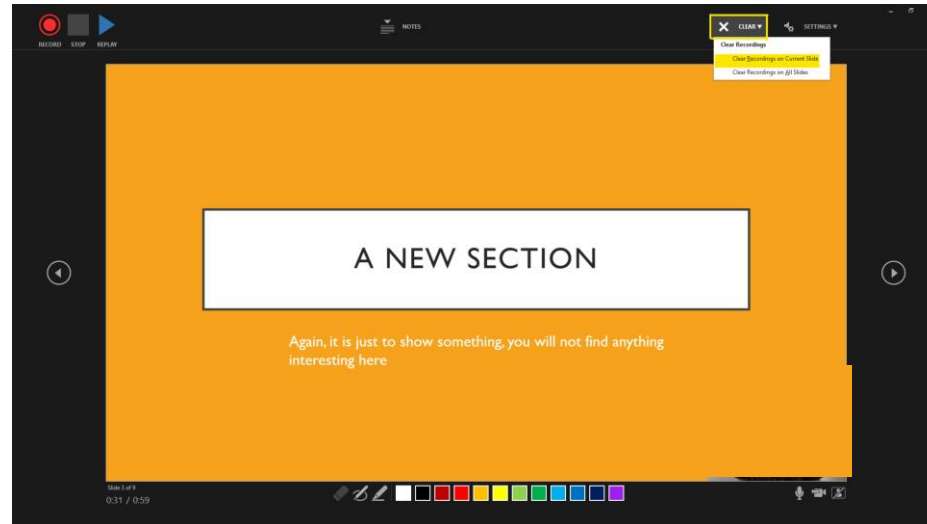 RECORD STOP REPLAY
NOTES
CLEAR ▼
SETTINGS ▼
Clear Recordings
Clear Recordings on Current Slide
Clear Recordings on All Slides
A NEW SECTION
Again, it is just to show something, you will not find anything
interesting here
Slide 3 of 9
0:31 / 0:59